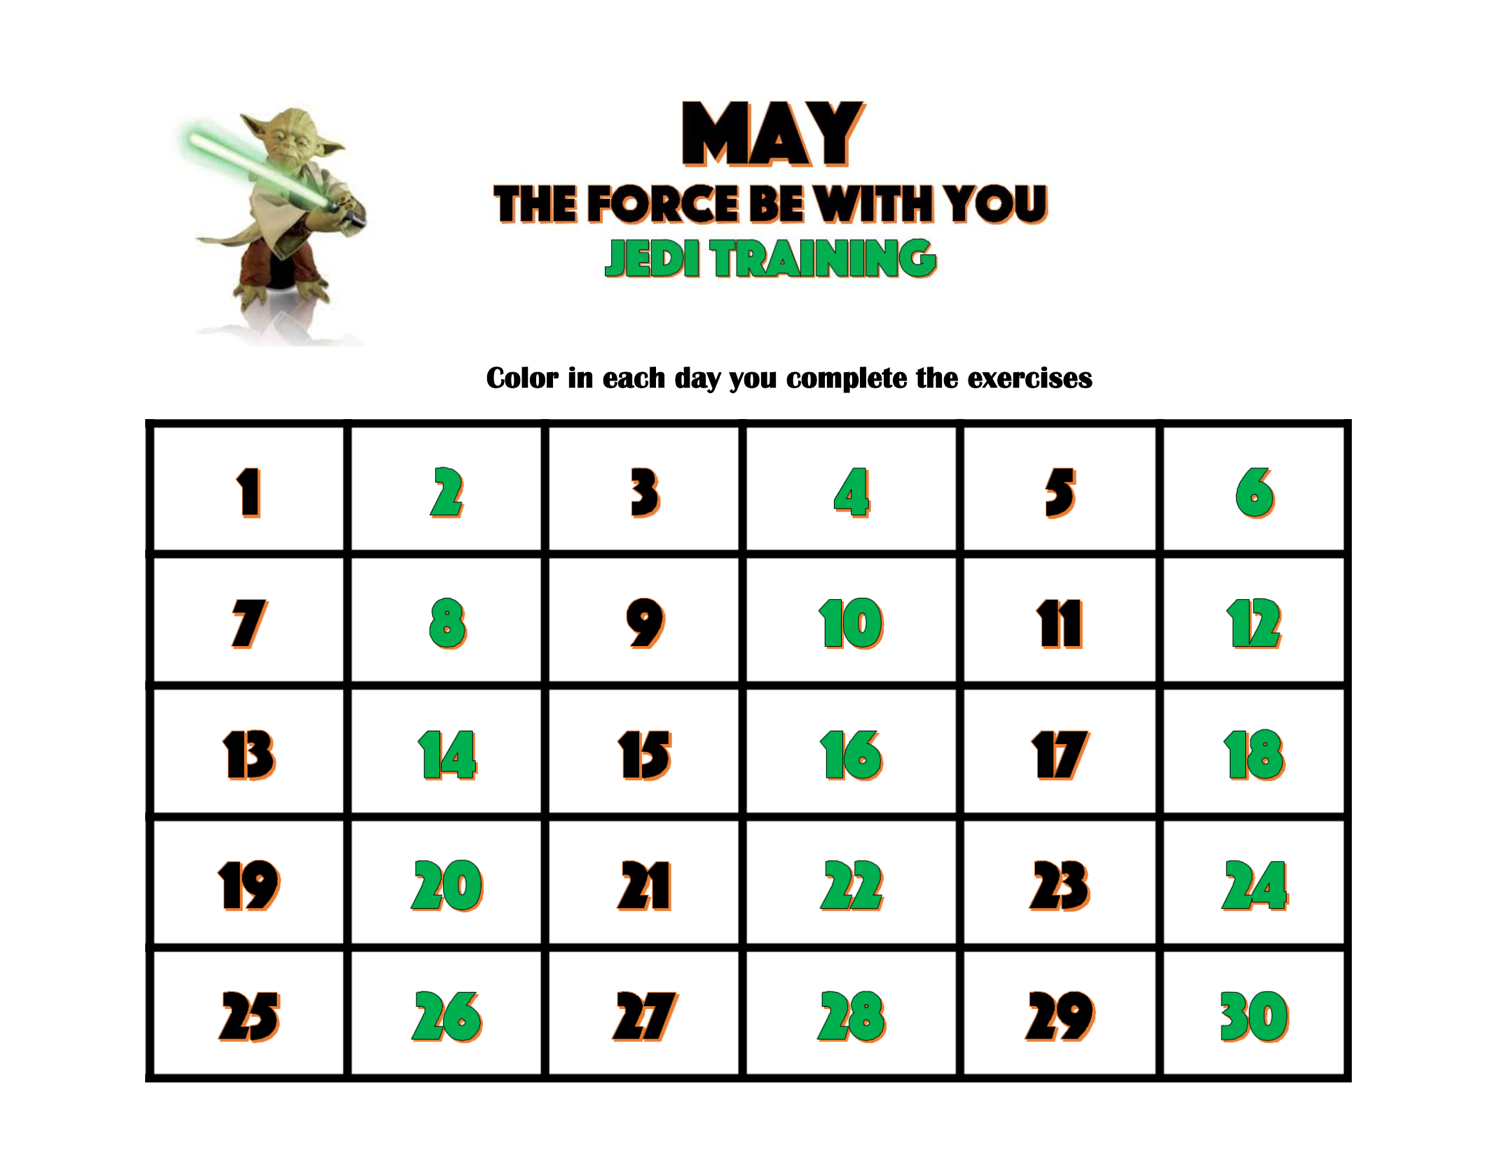 MAY
THE FORCE BE WITH YOU
JEDI TRAINING
Color in each day you complete the exercises
1 2 3 4 5 6
7 8 9 10 11 12
13 14 15 16 17 18
19 20 21 22 23 24
25 26 27 28 29 30